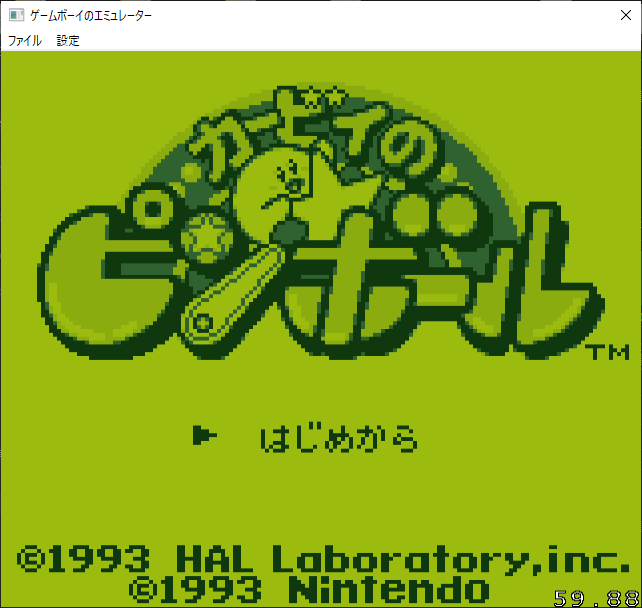 ゲームボーイのエミュレーター
ファイル 設定
カービィの
ピンボール
TM
► はじめから
©1993 HAL Laboratory,inc.
©1993 Nintendo
59.88